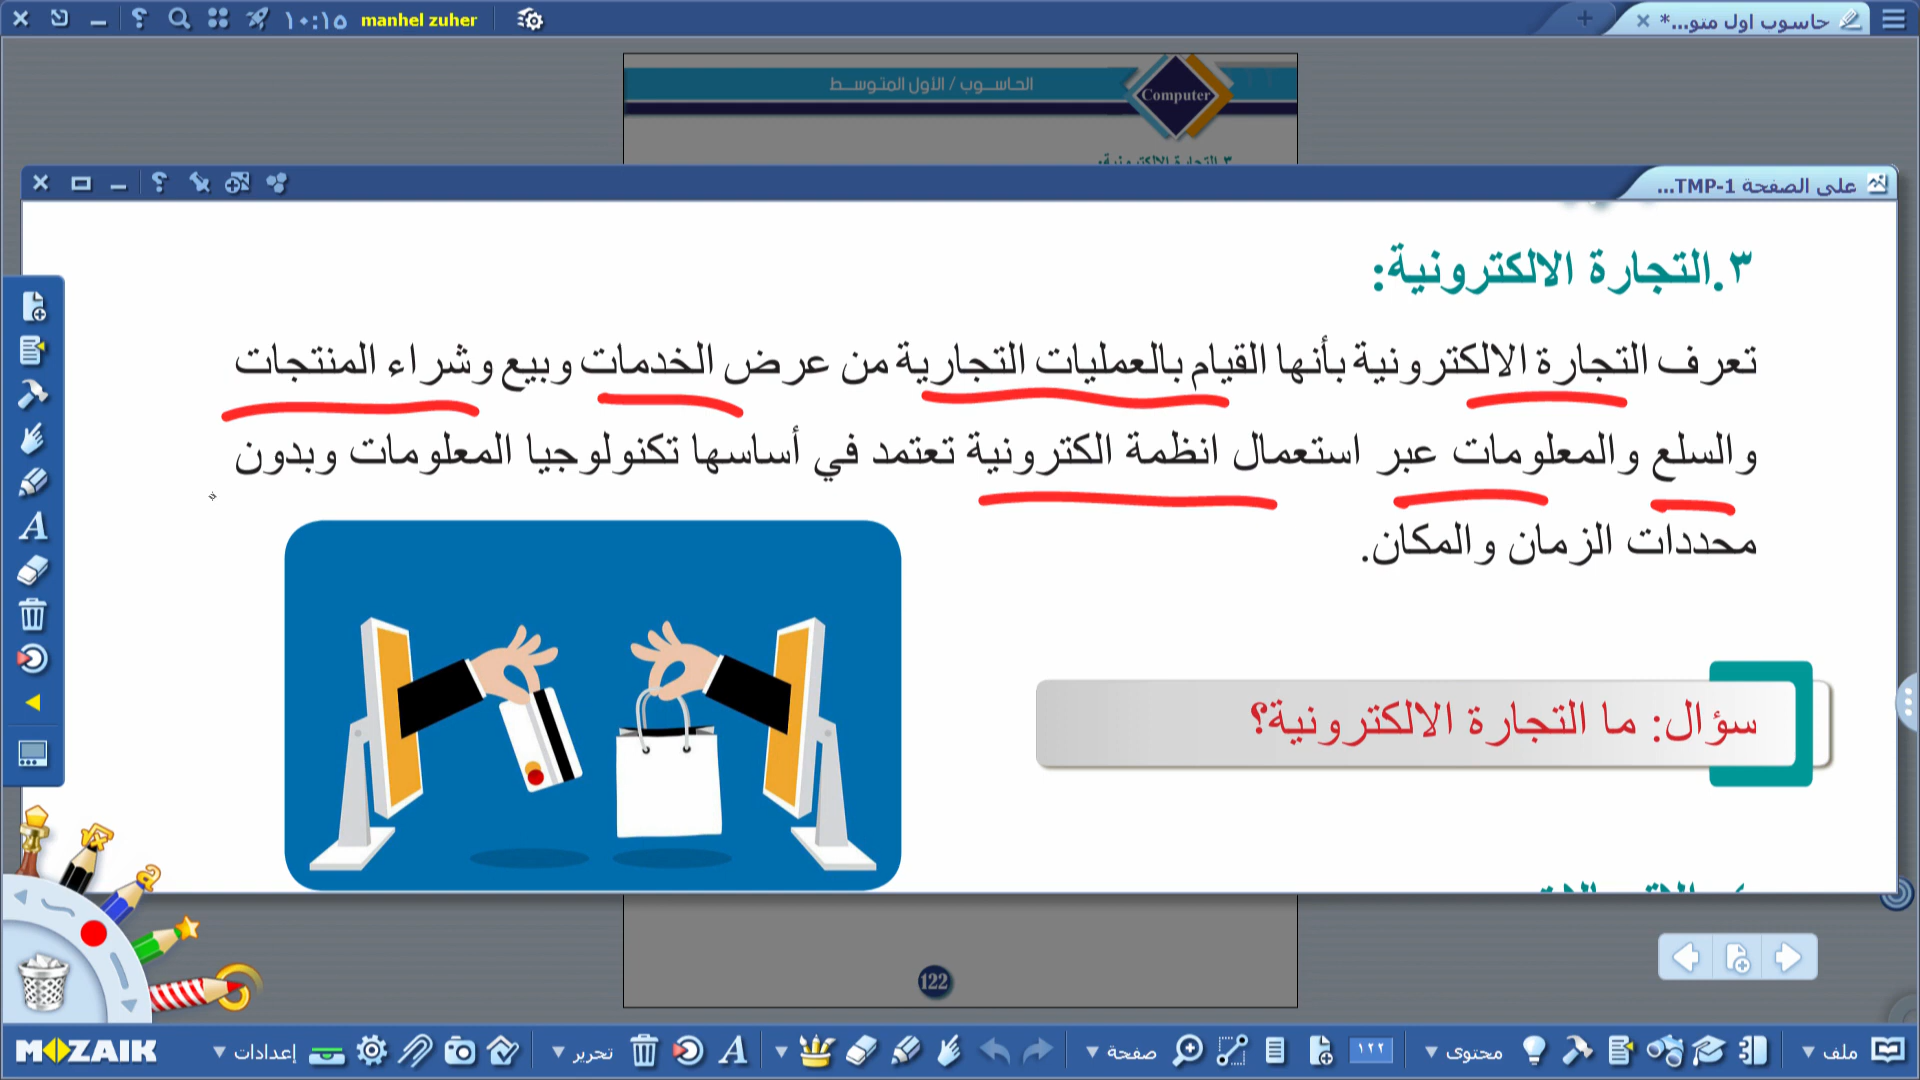 حاسوب اول متو...*
manhel zuher
١٠:١٥
الحاسوب / الأول المتوسط
Computer
٣.التجارة الالكترونية:
على الصفحة TMP-1...
٣.التجارة الالكترونية:
تعرف التجارة الالكترونية بأنها القيام بالعمليات التجارية من عرض الخدمات وبيع وشراء المنتجات
والسلع والمعلومات عبر استعمال انظمة الكترونية تعتمد في أساسها تكنولوجيا المعلومات وبدون
محددات الزمان والمكان.
سؤال: ما التجارة الالكترونية؟
122
ملف
محتوى
١٢٢
صفحة
تحرير
إعدادات
MOZAIK